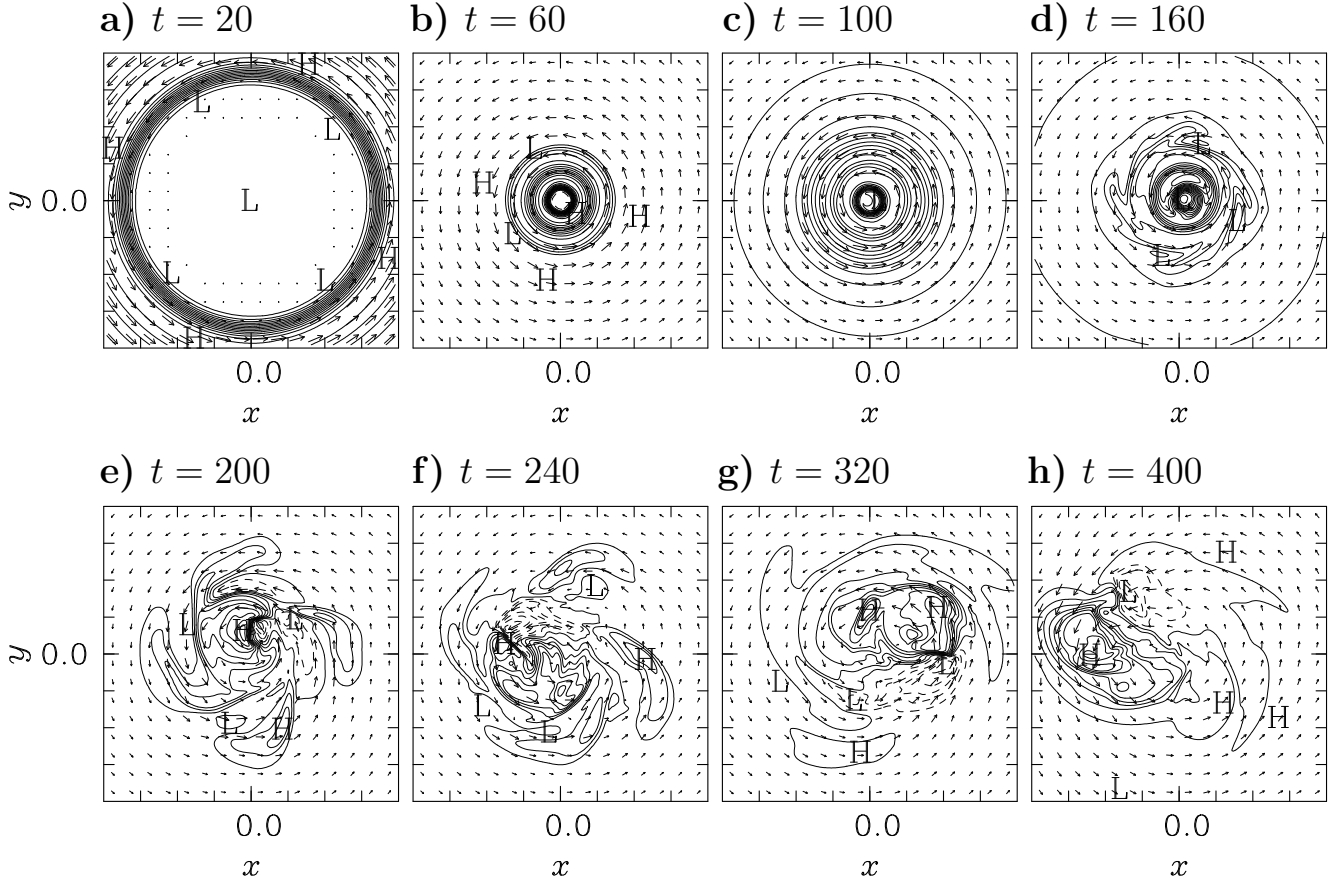 a) t = 20
b) t = 60
c) t = 100
d) t = 160
H
L
L
H
L
H
L
L
H
L
H
H
H
L
H
L
L
L
y 0.0
0.0 0.0 0.0 0.0
x x x x
e) t = 200
f) t = 240
g) t = 320
h) t = 400
L
H
L
L
H
L
H
H
L
L
H
H
L
L
L
H
H
L
H
H
H
L
y 0.0
0.0 0.0 0.0 0.0
x x x x